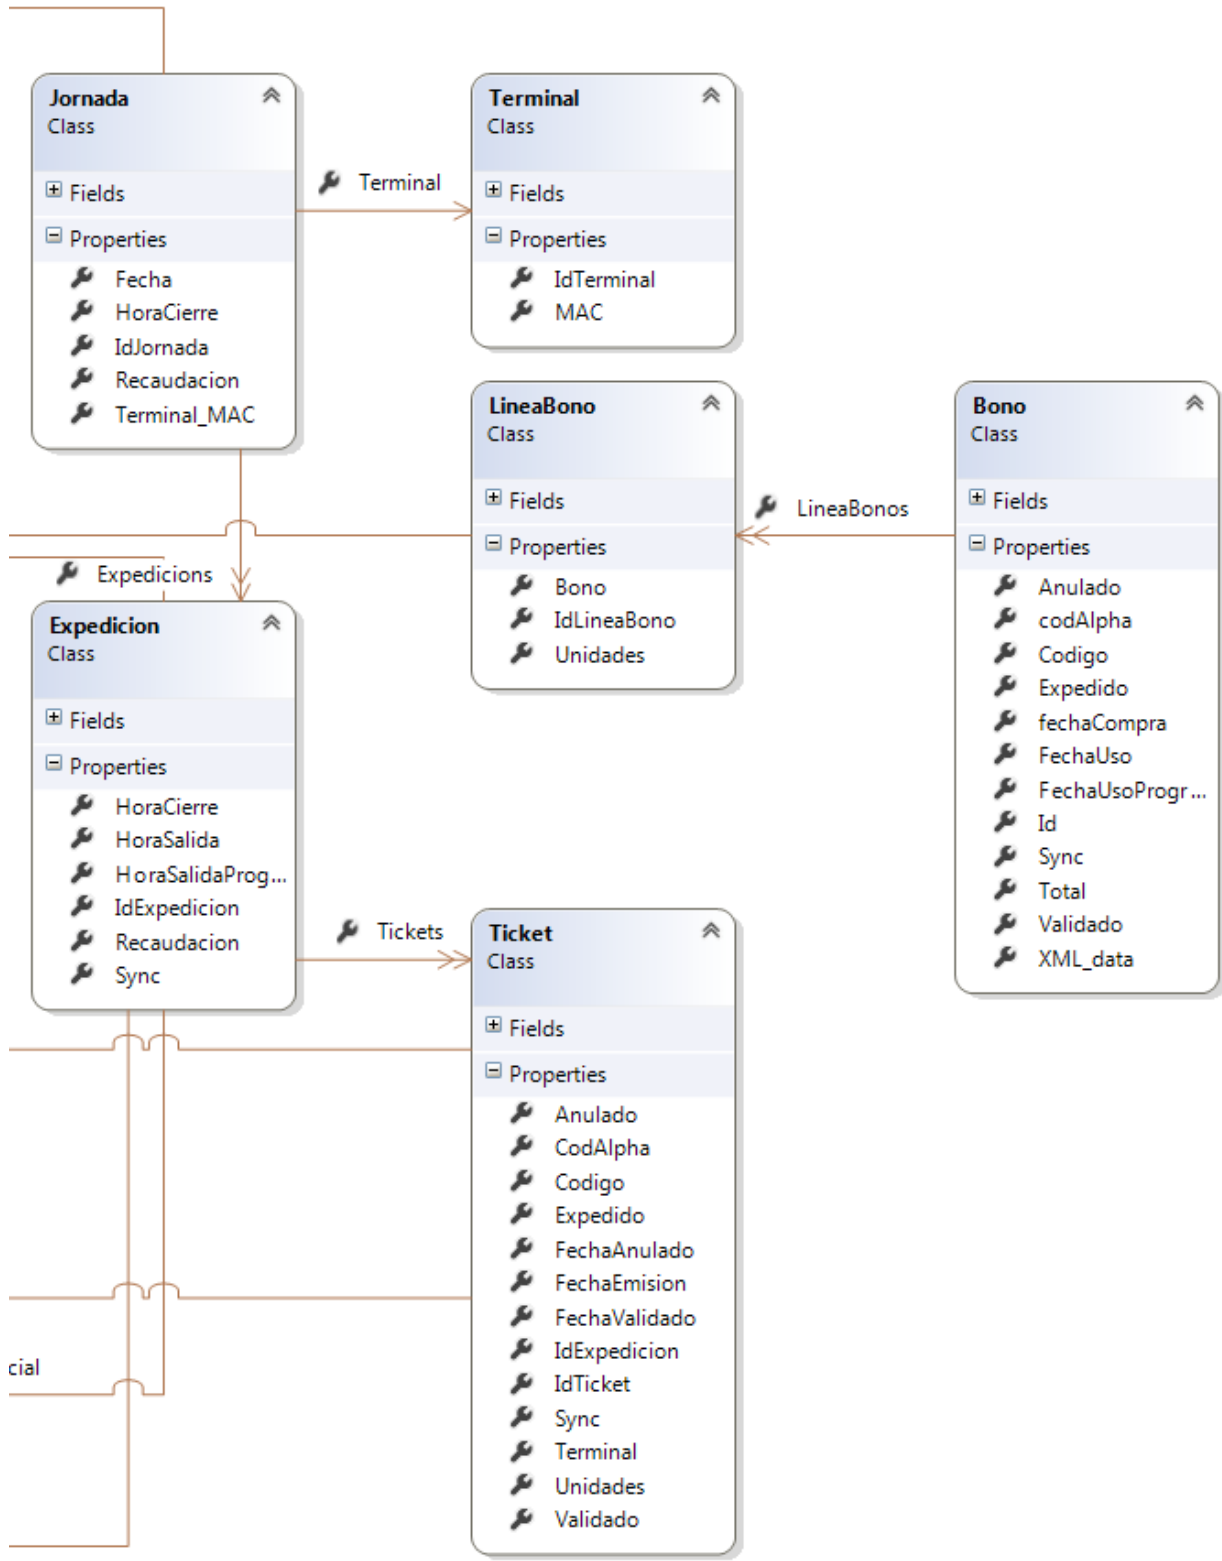 Jornada
Class
Fields
Properties
Fecha
HoraCierre
IdJornada
Recaudacion
Terminal_MAC
Terminal
Terminal
Class
Fields
Properties
IdTerminal
MAC
LineaBono
Class
Fields
Properties
Bono
IdLineaBono
Unidades
LineaBonos
Bono
Class
Fields
Properties
Anulado
codAlpha
Codigo
Expedido
fechaCompra
FechaUso
FechaUsoProgr...
Id
Sync
Total
Validado
XML_data
Expedicions
Expedicion
Class
Fields
Properties
HoraCierre
HoraSalida
HoraSalidaProg...
IdExpedicion
Recaudacion
Sync
Tickets
Ticket
Class
Fields
Properties
Anulado
CodAlpha
Codigo
Expedido
FechaAnulado
FechaEmision
FechaValidado
IdExpedicion
IdTicket
Sync
Terminal
Unidades
Validado
cial